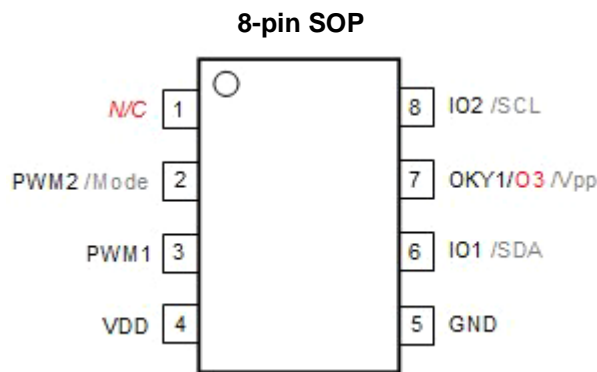 8-pin SOP
N/C 1 8 IO2 /SCL
PWM2 /Mode 2 7 OKY1/O3 /Vpp
PWM1 3 6 IO1 /SDA
VDD 4 5 GND